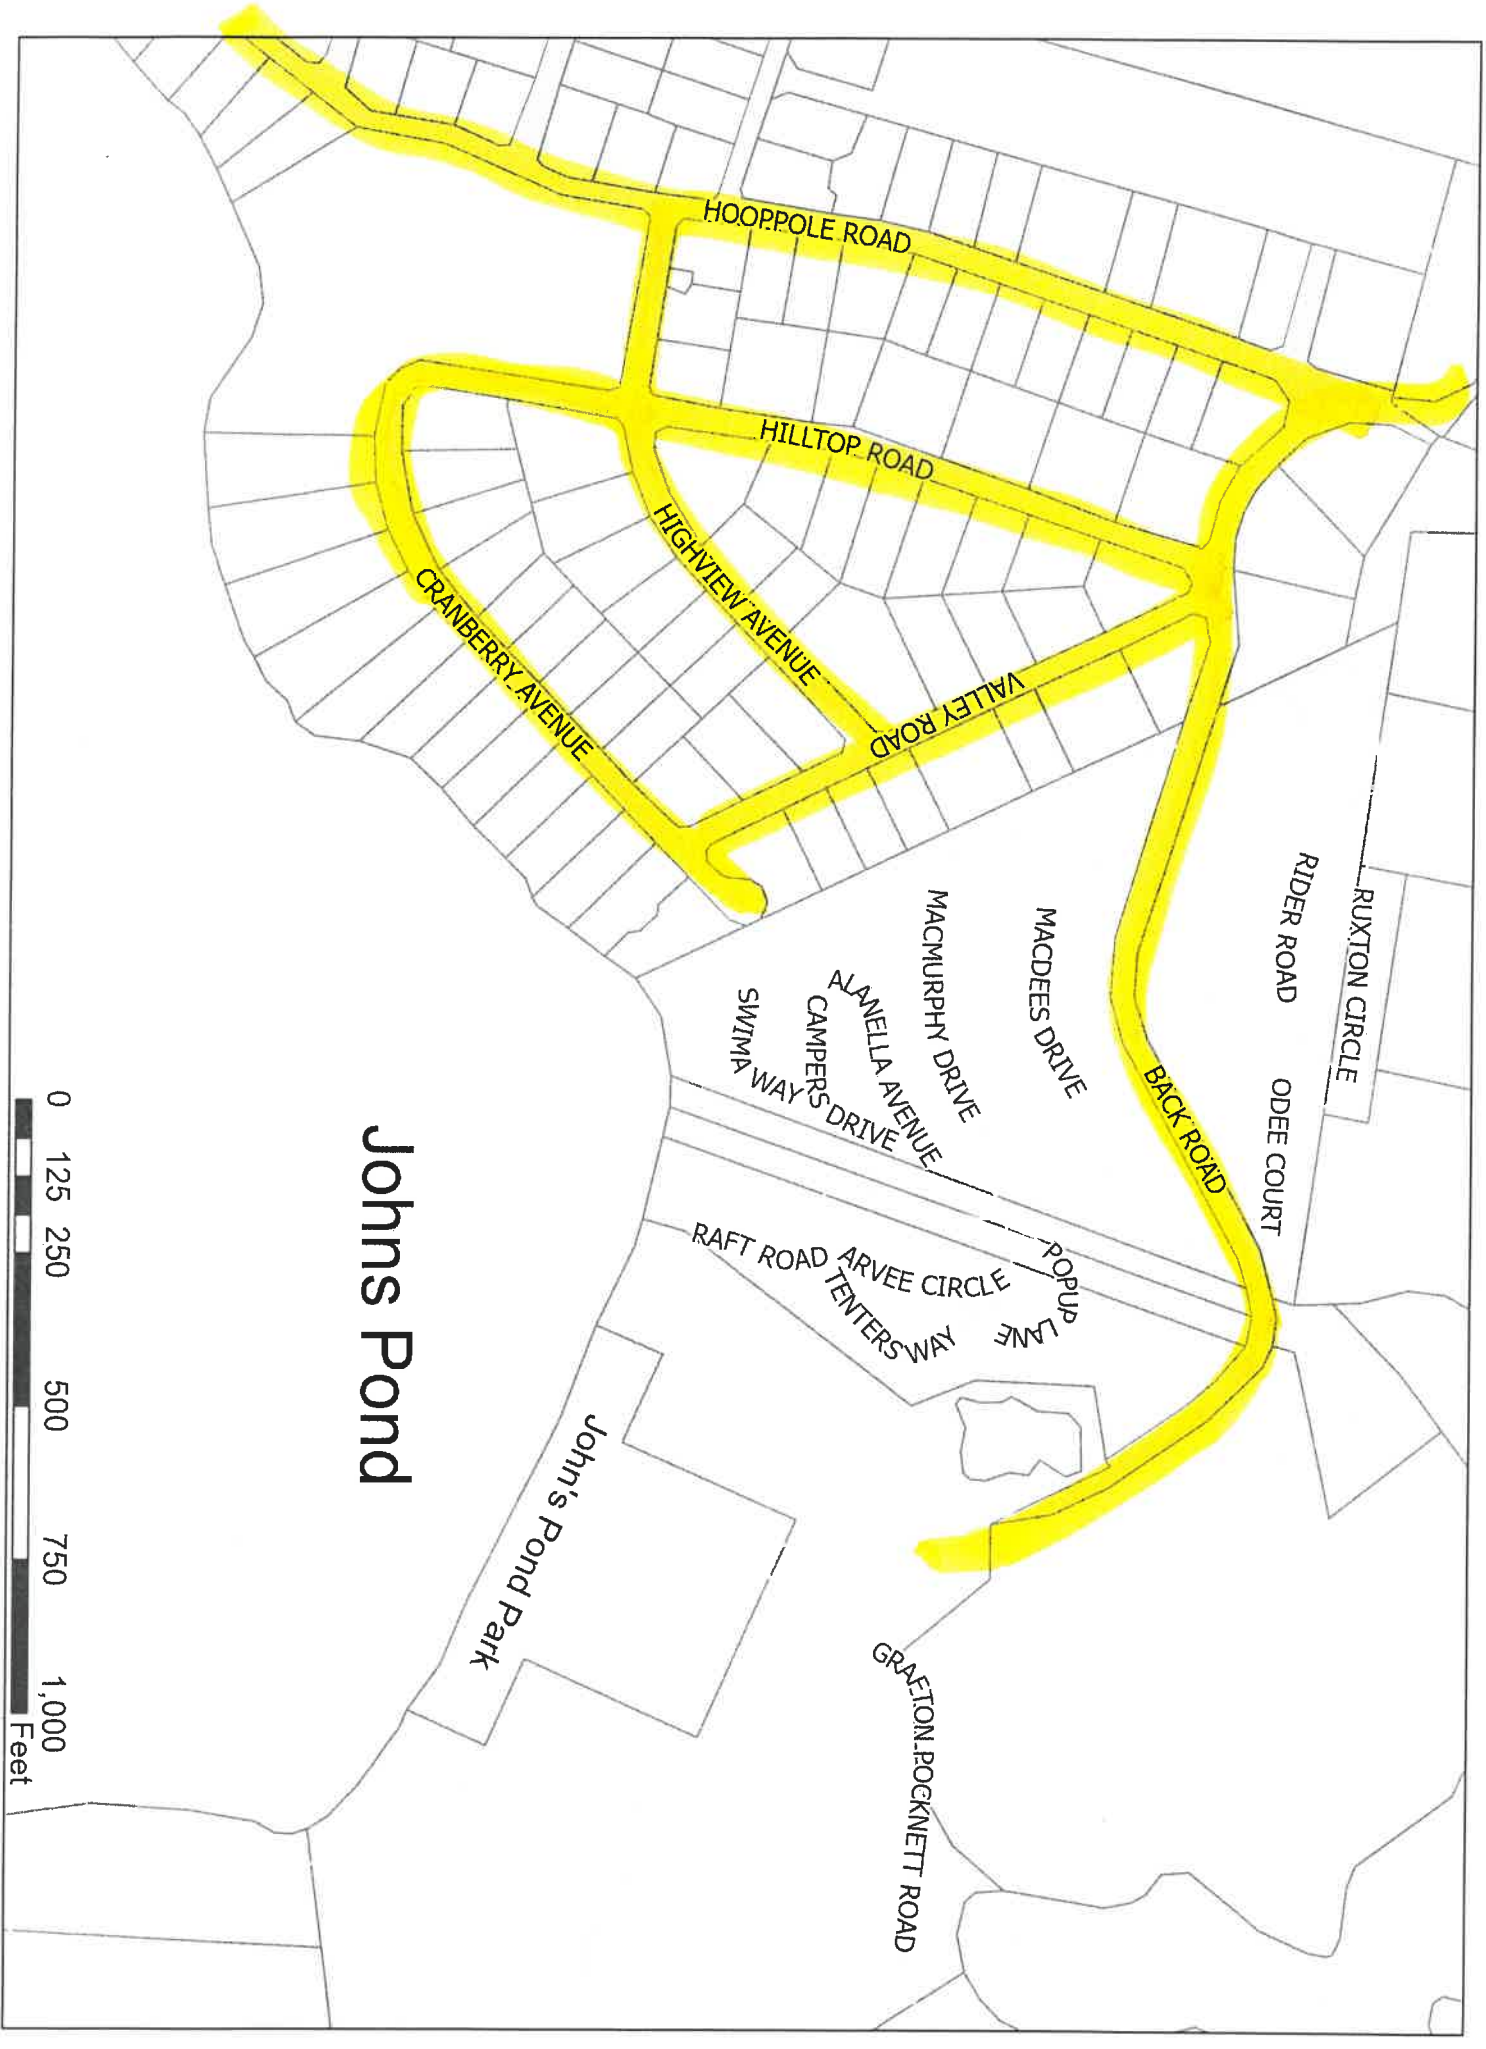 HOOPPOLE ROAD
HILLTOP ROAD
HIGHVIEW AVENUE
CRANBERRY AVENUE
VALLEY ROAD
BACK ROAD
RUXTON CIRCLE
RIDER ROAD
ODEE COURT
MACDEES DRIVE
MACMURPHY DRIVE
ALANELLA AVENUE
CAMPERS DRIVE
SWIMA WAY
POPUP LANE
ARVEE CIRCLE
RAFT ROAD
TENTERS WAY
GRAFTON POCKNETT ROAD
John's Pond Park
Johns Pond
0 125 250 500 750 1,000
Feet